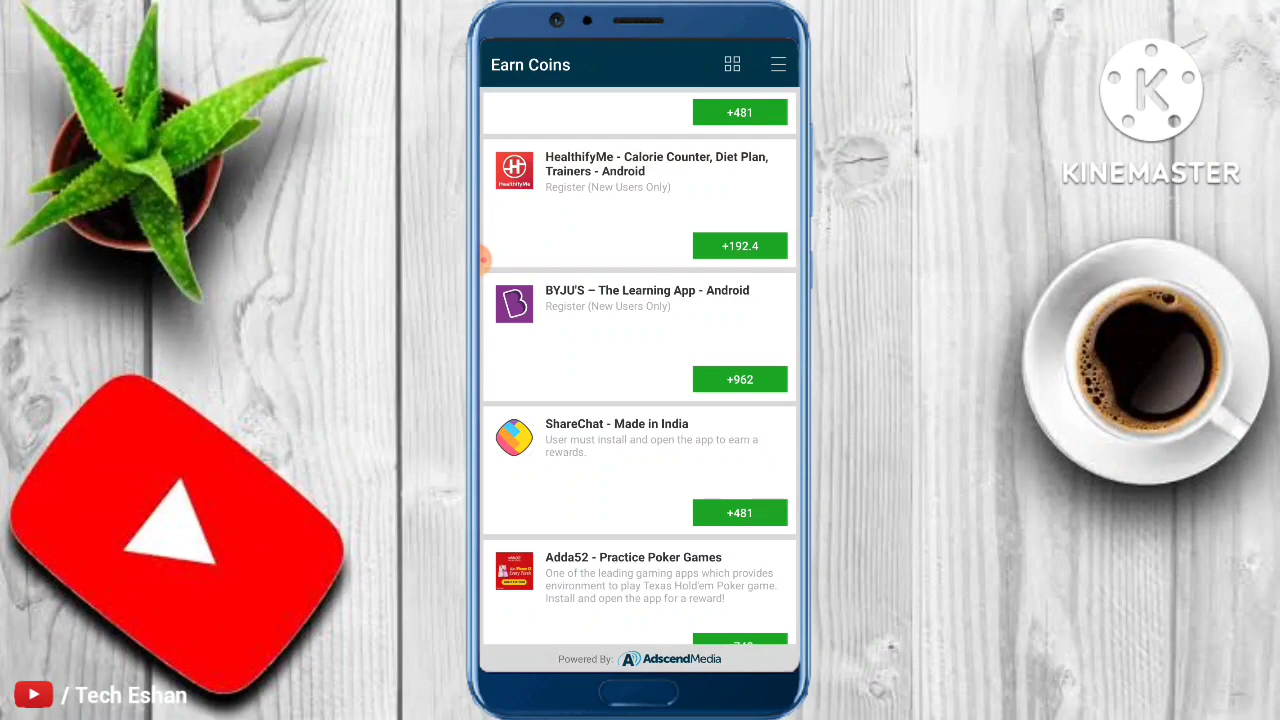 Earn Coins
+481
HealthifyMe - Calorie Counter, Diet Plan,
Trainers - Android
Register (New Users Only)
HealthifyMe
+192.4
BYJU'S – The Learning App - Android
Register (New Users Only)
+962
ShareChat - Made in India
User must install and open the app to earn a
rewards.
+481
Adda52 - Practice Poker Games
One of the leading gaming apps which provides
environment to play Texas Hold'em Poker game.
Install and open the app for a reward!
Powered By: AdscendMedia
K
KINEMASTER
/ Tech Eshan